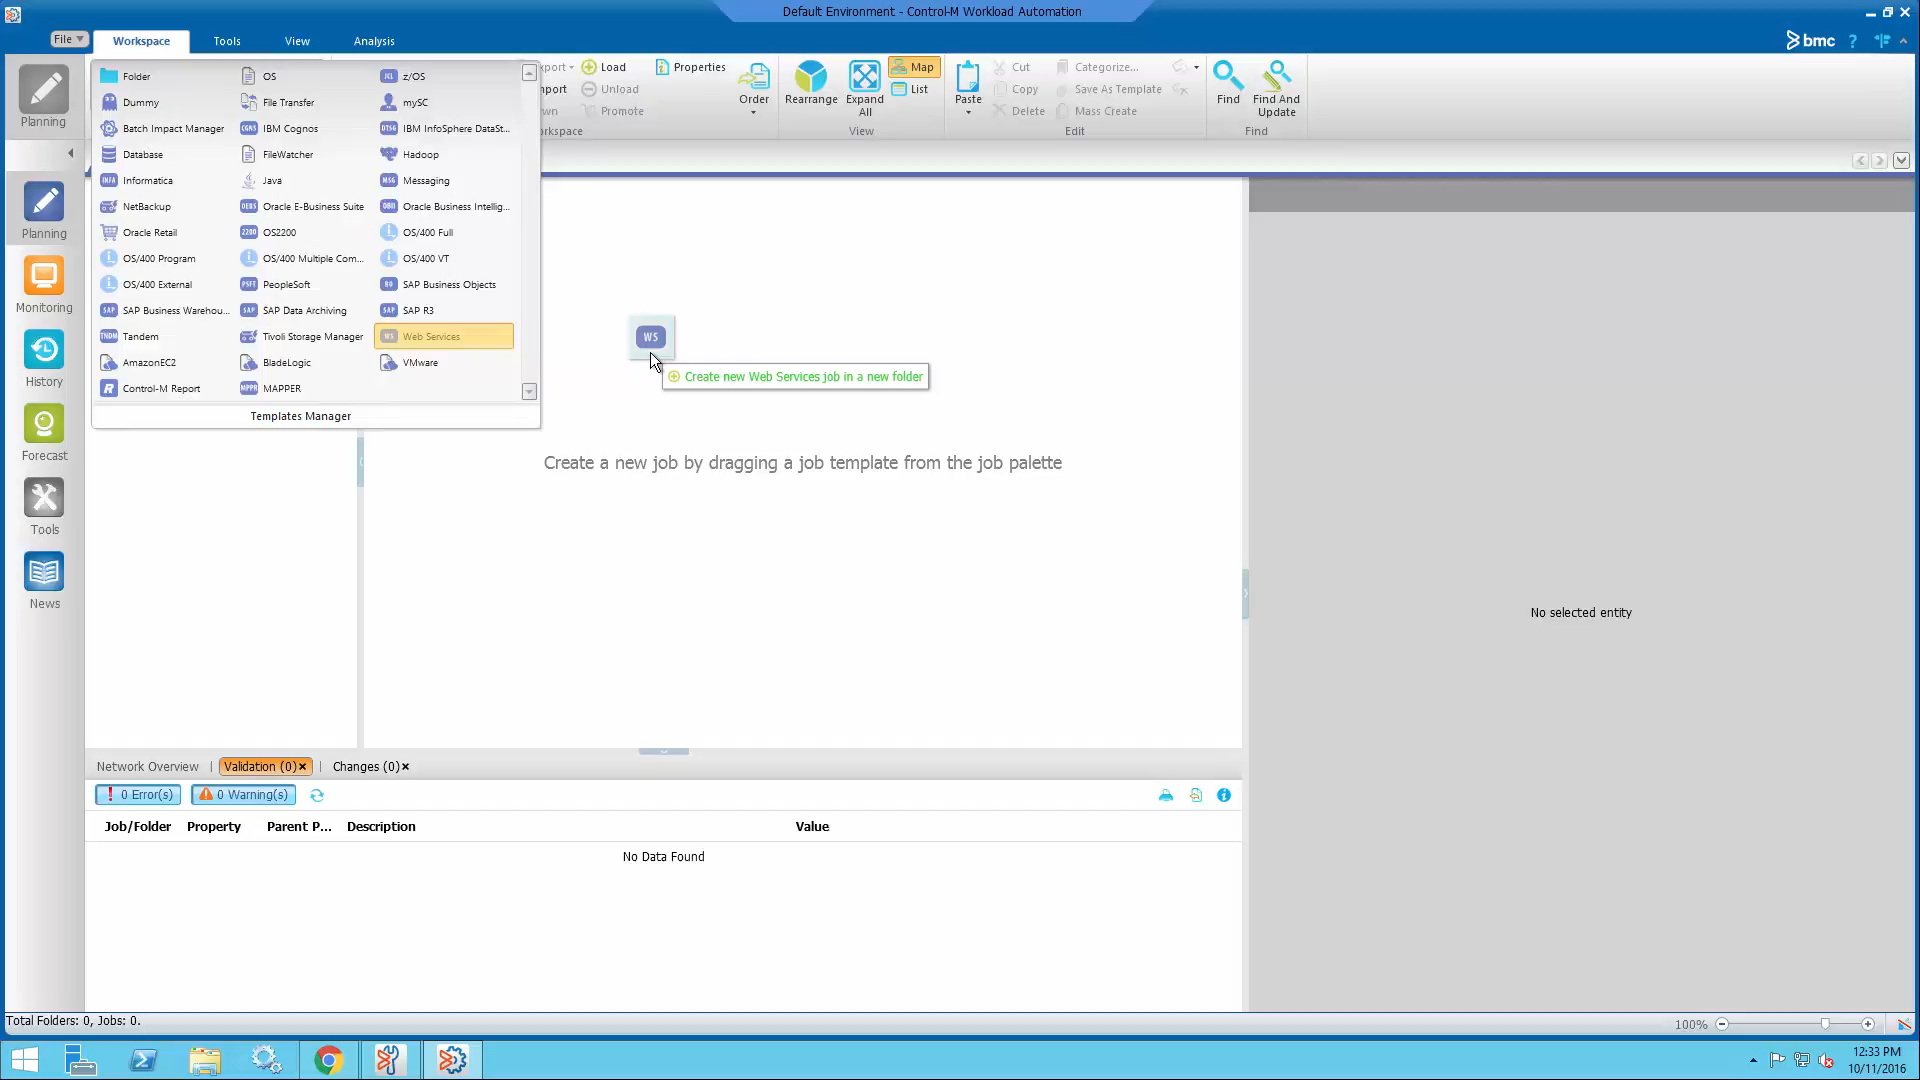 Default Environment - Control-M Workload Automation
File
Workspace
Tools
View
Analysis
bmc
?
Planning
Folder
OS
z/OS
Dummy
File Transfer
mySC
Batch Impact Manager
IBM Cognos
IBM InfoSphere DataSt...
Database
FileWatcher
Hadoop
Informatica
Java
Messaging
NetBackup
Oracle E-Business Suite
Oracle Business Intellig...
Oracle Retail
OS2200
OS/400 Full
OS/400 Program
OS/400 Multiple Com...
OS/400 VT
OS/400 External
PeopleSoft
SAP Business Objects
SAP Business Warehou...
SAP Data Archiving
SAP R3
Tandem
Tivoli Storage Manager
Web Services
AmazonEC2
BladeLogic
VMware
Control-M Report
MAPPER
Templates Manager
xport
Load
Properties
nport
Unload
wn
Promote
orkspace
Order
Rearrange
Expand All
Map
List
View
Paste
Cut
Copy
Delete
Categorize...
Save As Template
Mass Create
Edit
Find
Find And Update
Find
Planning
Monitoring
History
Forecast
Tools
News
WS
Create new Web Services job in a new folder
Create a new job by dragging a job template from the job palette
No selected entity
Network Overview
Validation (0)
Changes (0)
0 Error(s)
0 Warning(s)
Job/Folder
Property
Parent P...
Description
Value
No Data Found
Total Folders: 0, Jobs: 0.
100%
12:33 PM
10/11/2016